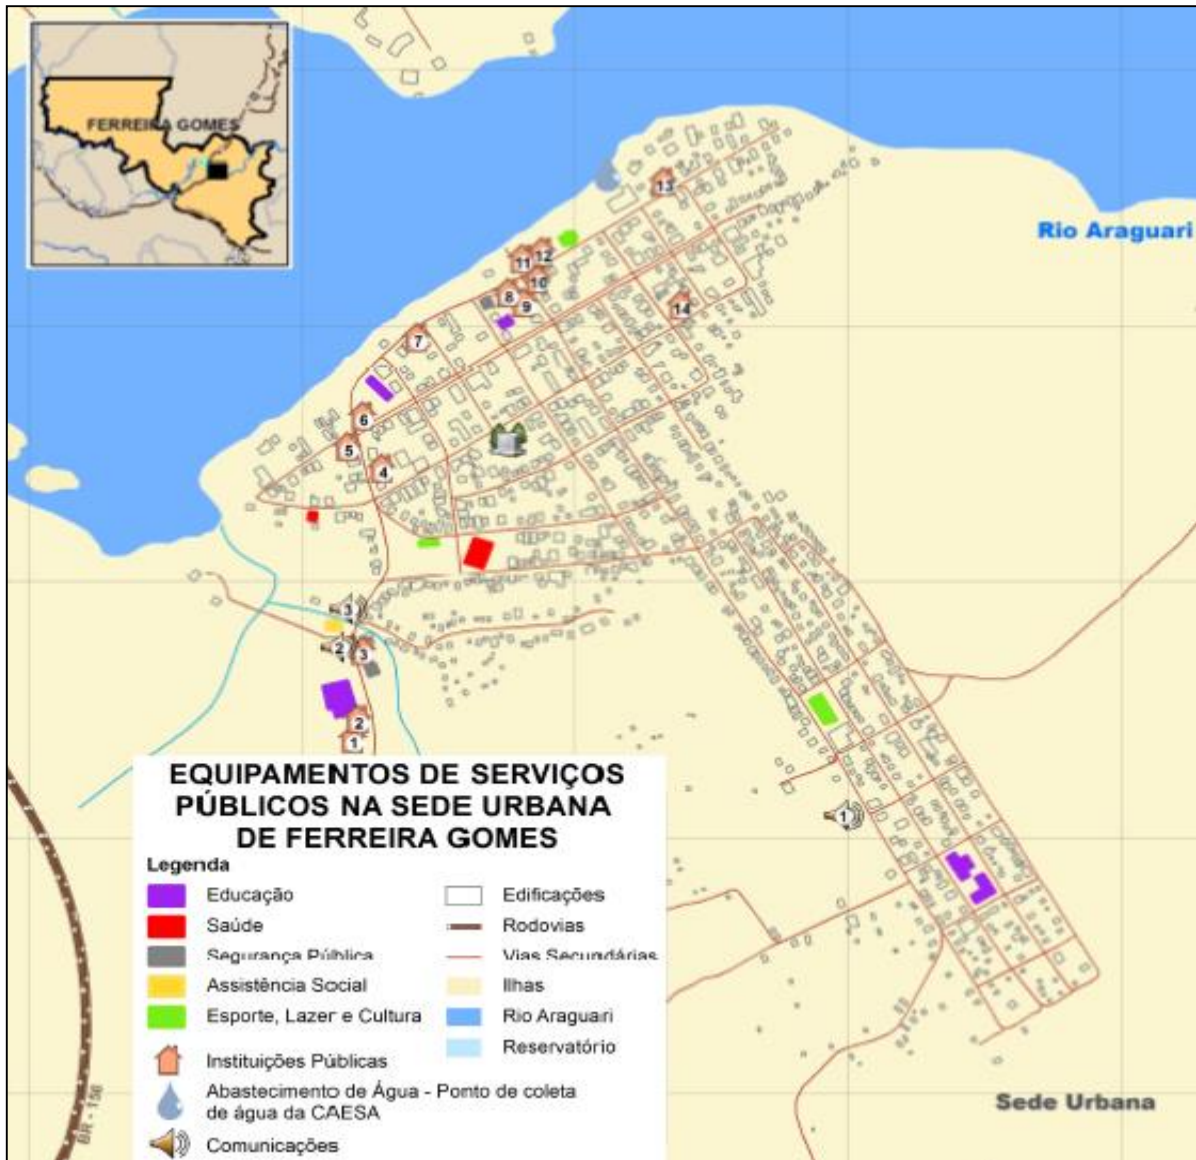 FERREIRA GOMES
Rio Araguari
13
12
11
10
8
9
14
7
6
5
4
3
2
3
2
1
1
EQUIPAMENTOS DE SERVIÇOS
PÚBLICOS NA SEDE URBANA
DE FERREIRA GOMES
Legenda
Educação
Saúde
Segurança Pública
Assistência Social
Esporte, Lazer e Cultura
Instituições Públicas
Abastecimento de Água - Ponto de coleta
de água da CAESA
Comunicações
Edificações
Rodovias
Vias Secundárias
Ilhas
Rio Araguari
Reservatório
BR - 156
Sede Urbana